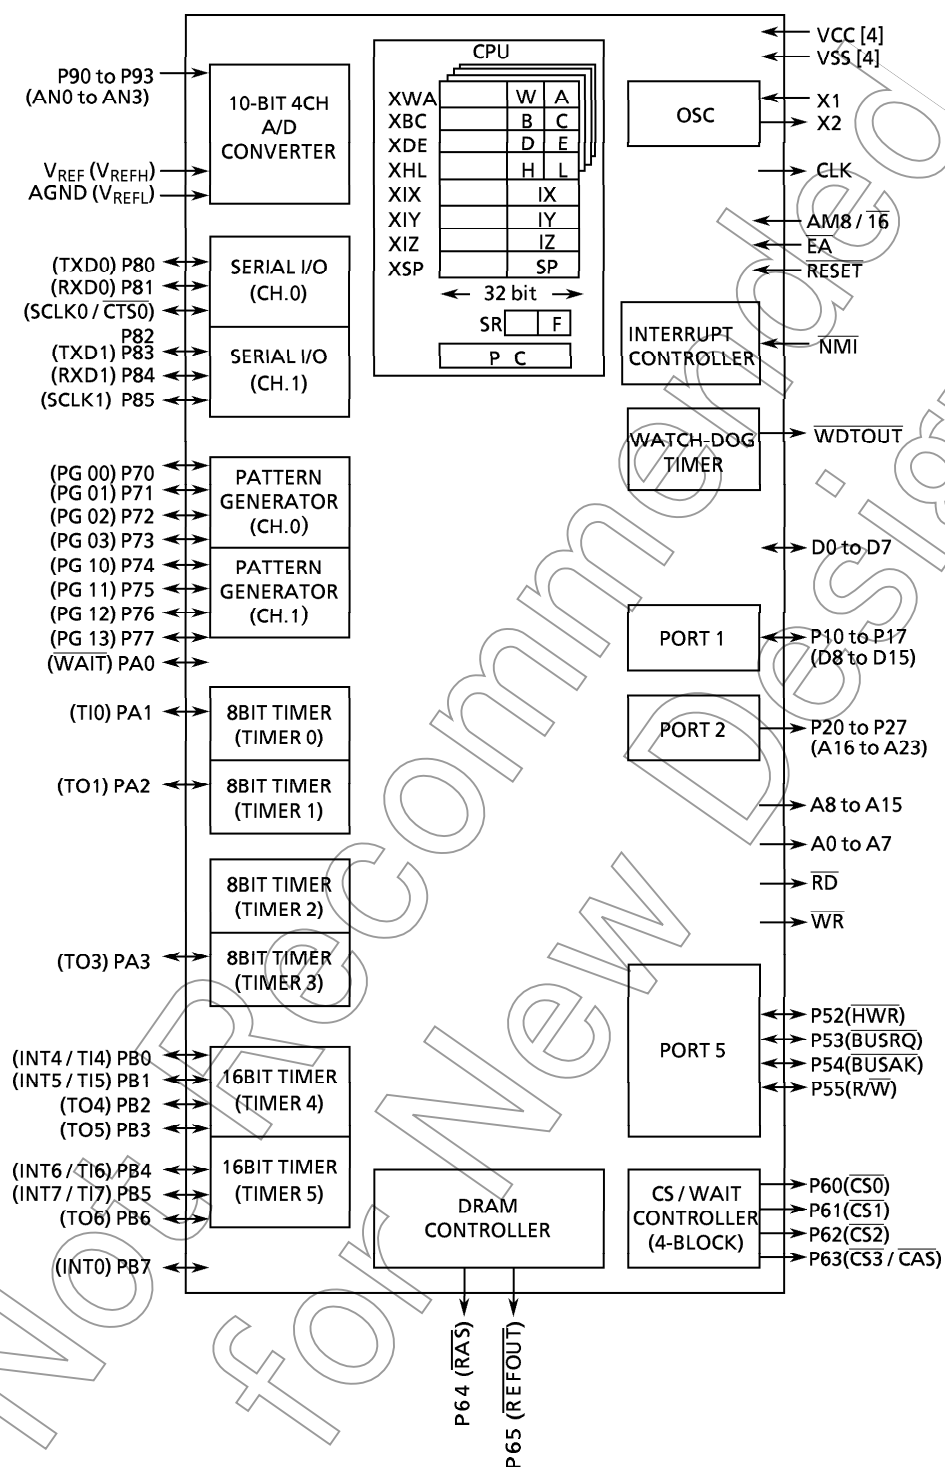 P90 to P93
(AN0 to AN3)
VREF (VREFH)
AGND (VREFL)
10-BIT 4CH
A/D
CONVERTER
(TXD0) P80
(RXD0) P81
(SCLK0 / CTS0)
P82
(TXD1) P83
(RXD1) P84
(SCLK1) P85
SERIAL I/O
(CH.0)
SERIAL I/O
(CH.1)
(PG 00) P70
(PG 01) P71
(PG 02) P72
(PG 03) P73
(PG 10) P74
(PG 11) P75
(PG 12) P76
(PG 13) P77
(WAIT) PA0
PATTERN
GENERATOR
(CH.0)
PATTERN
GENERATOR
(CH.1)
(TI0) PA1
(TO1) PA2
8BIT TIMER
(TIMER 0)
8BIT TIMER
(TIMER 1)
(TO3) PA3
8BIT TIMER
(TIMER 2)
8BIT TIMER
(TIMER 3)
(INT4 / TI4) PB0
(INT5 / TI5) PB1
(TO4) PB2
(TO5) PB3
(INT6 / TI6) PB4
(INT7 / TI7) PB5
(TO6) PB6
(INT0) PB7
16BIT TIMER
(TIMER 4)
16BIT TIMER
(TIMER 5)
CPU
XWA W A
XBC B C
XDE D E
XHL H L
XIX IX
XIY IY
XIZ IZ
XSP SP
32 bit
SR F
P C
DRAM
CONTROLLER
P64 (RAS)
P65 (REFOUT)
OSC
INTERRUPT
CONTROLLER
WATCH-DOG
TIMER
PORT 1
PORT 2
PORT 5
CS / WAIT
CONTROLLER
(4-BLOCK)
VCC [4]
VSS [4]
X1
X2
CLK
AM8 / 16
EA
RESET
NMI
WDTOUT
D0 to D7
P10 to P17
(D8 to D15)
P20 to P27
(A16 to A23)
A8 to A15
A0 to A7
RD
WR
P52(HWR)
P53(BUSRQ)
P54(BUSAK)
P55(R/W)
P60(CS0)
P61(CS1)
P62(CS2)
P63(CS3 / CAS)
Not Recommended
for New Design